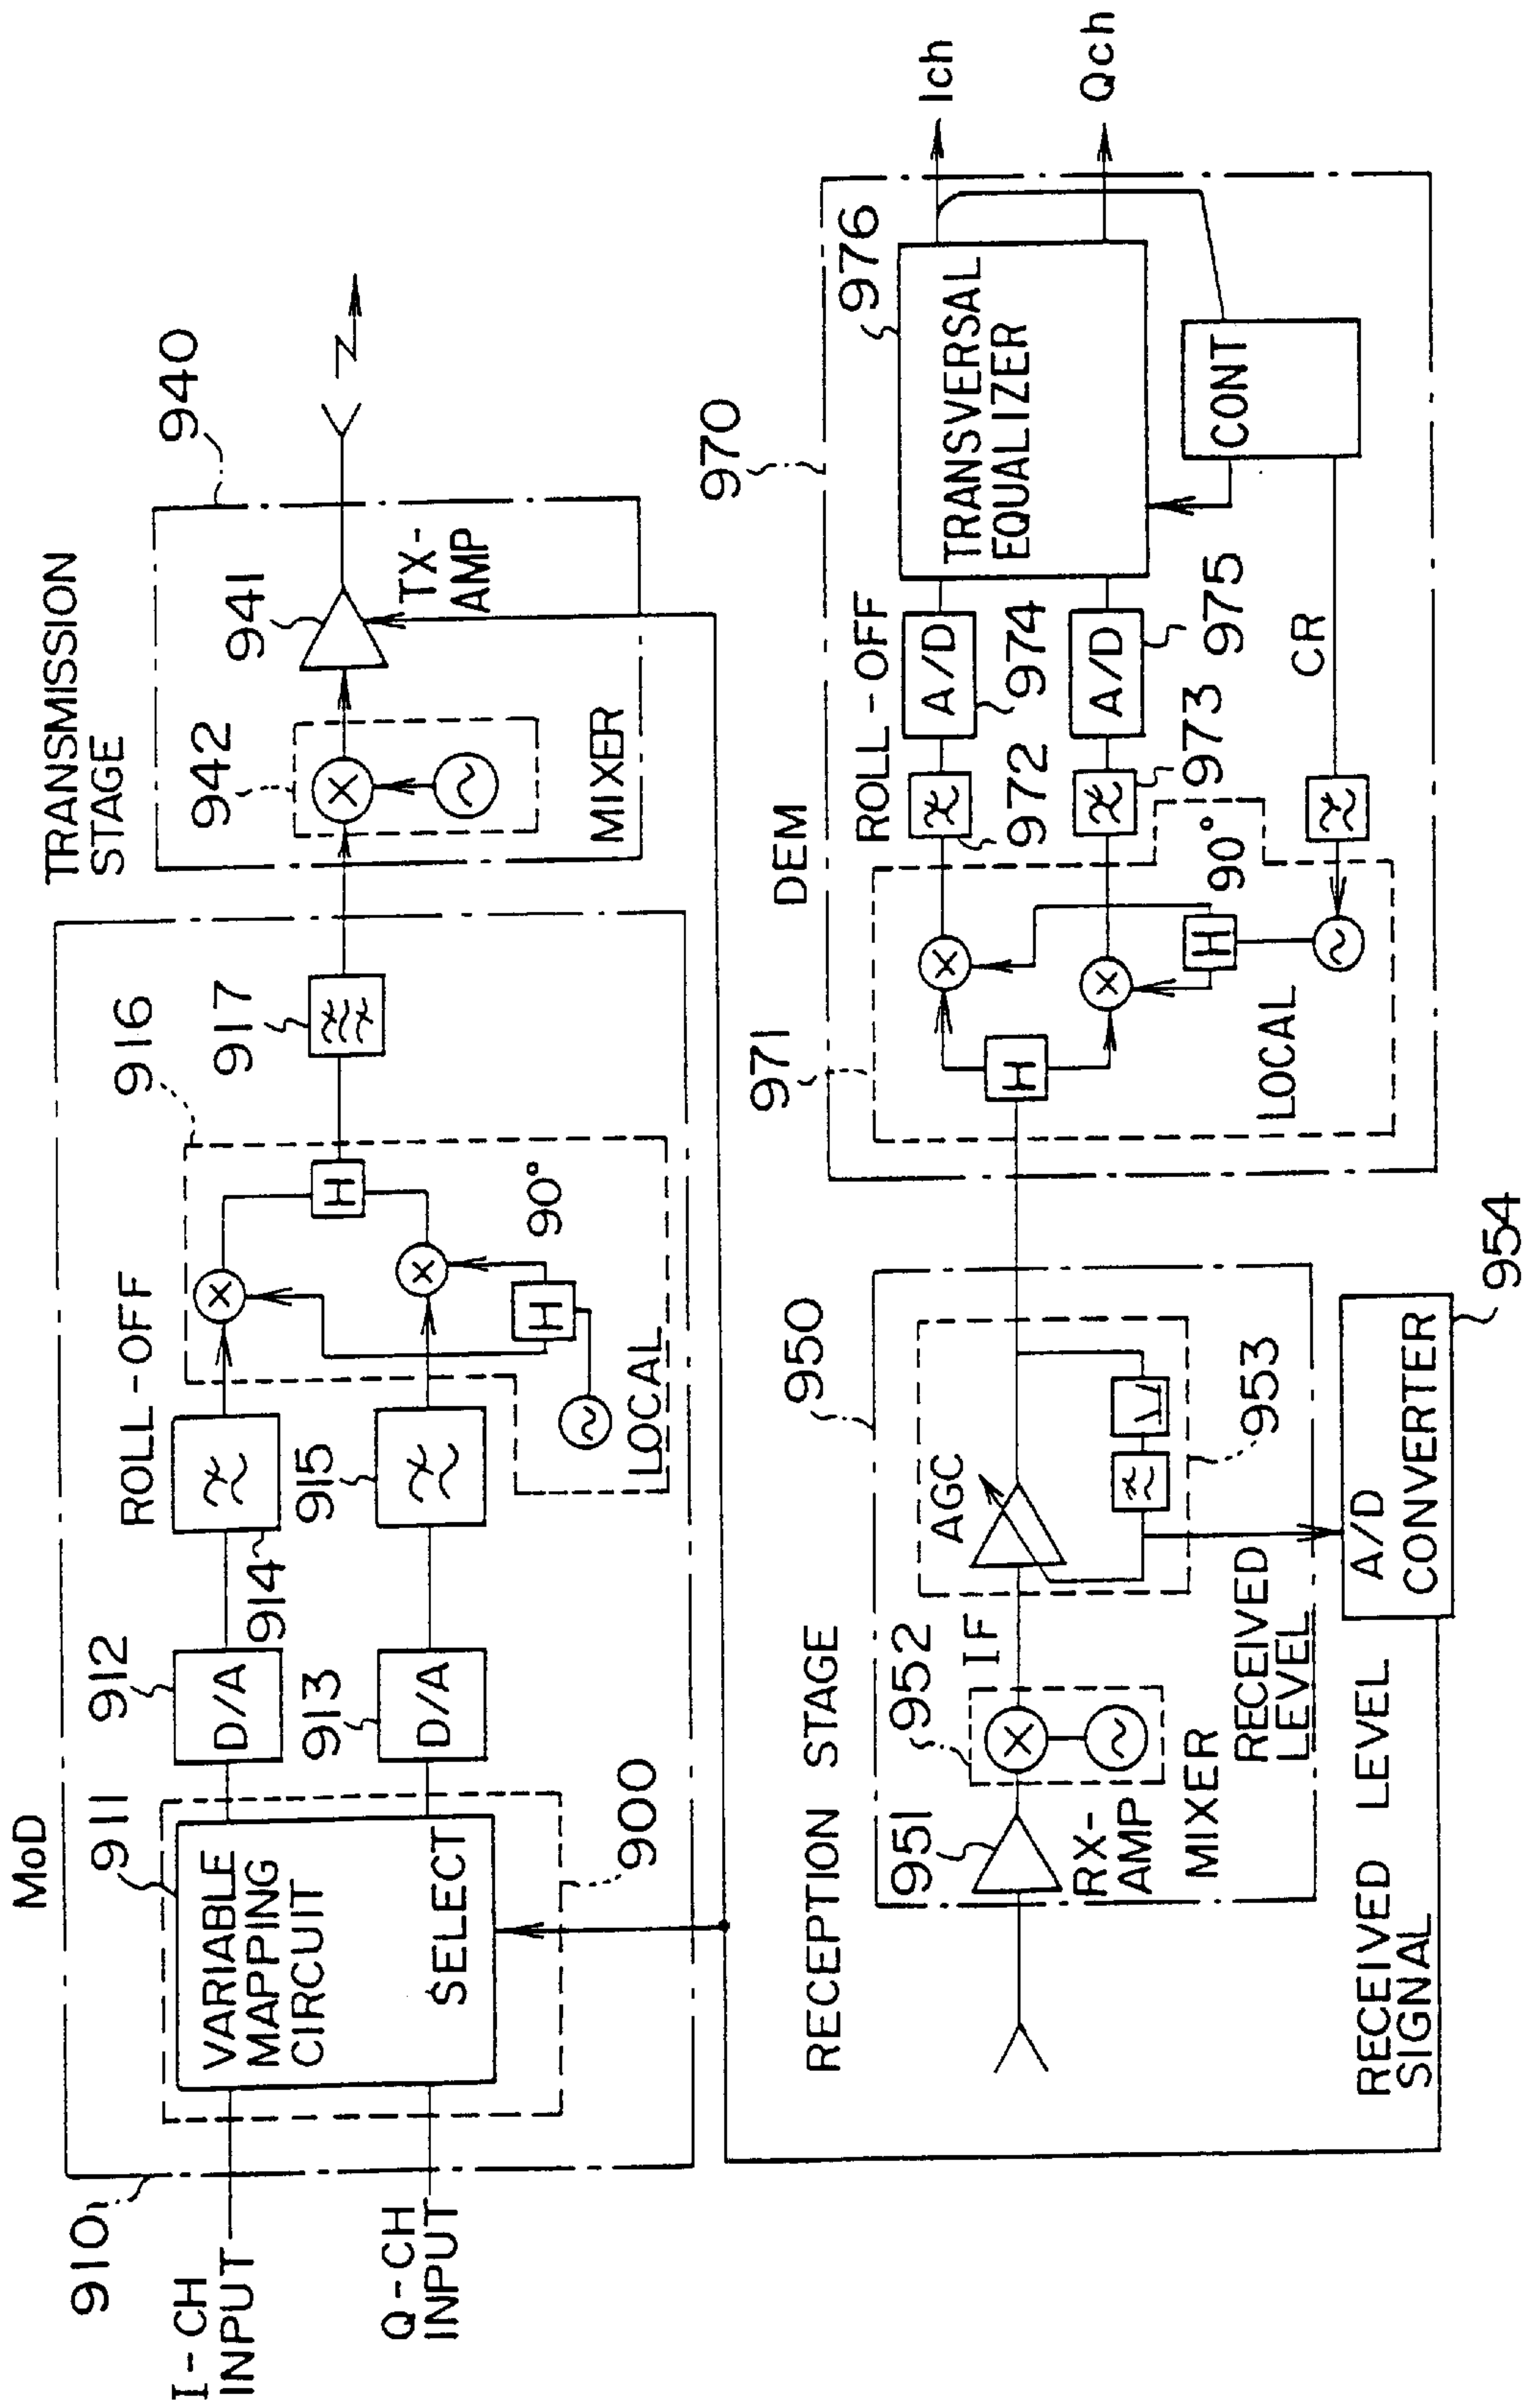 MoD
910
I-CH
INPUT
Q-CH
INPUT
911
VARIABLE
MAPPING
CIRCUIT
SELECT
900
912
D/A
913
D/A
ROLL-OFF
914
915
916
H
90°
H
LOCAL
917
TRANSMISSION
STAGE
940
941
942
TX-
AMP
MIXER
RECEPTION STAGE
950
951
RX-
AMP
952
MIXER
IF
AGC
953
RECEIVED
LEVEL
954
A/D
CONVERTER
RECEIVED LEVEL
SIGNAL
DEM
970
971
H
H
90°
LOCAL
ROLL-OFF
972
973
A/D
974
A/D
975
976
TRANSVERSAL
EQUALIZER
CONT
CR
Ich
Qch